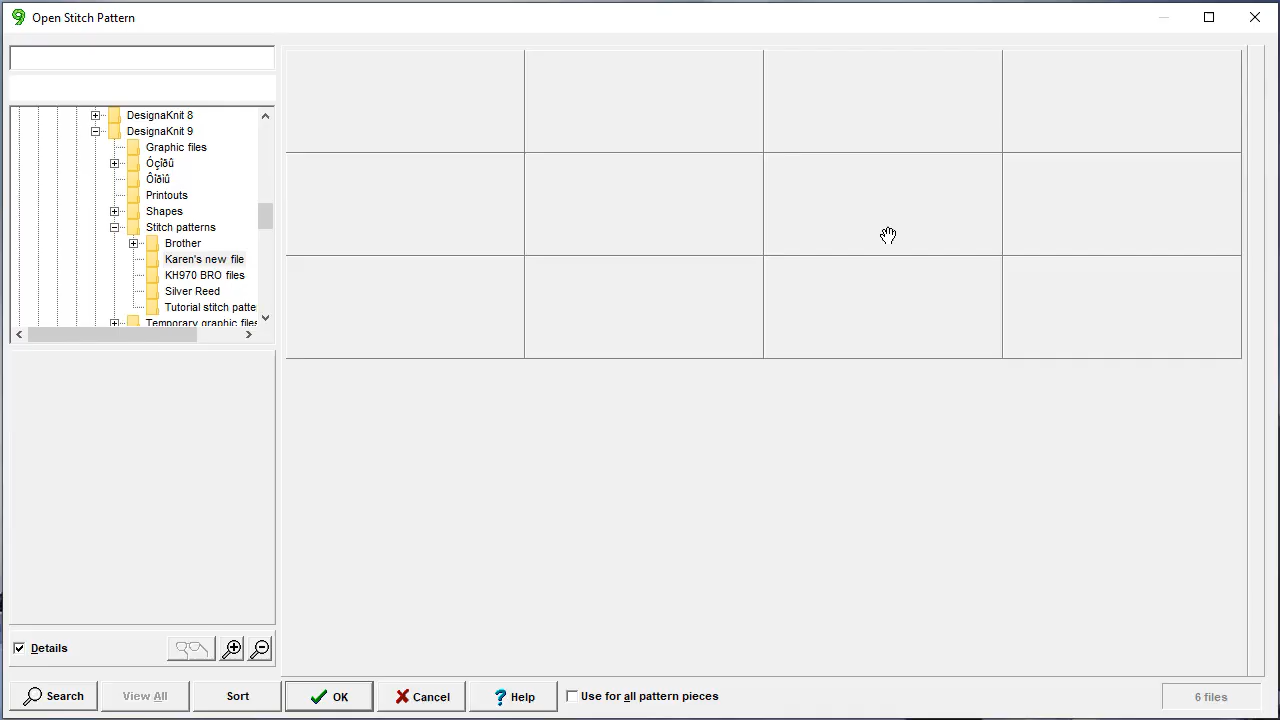 Open Stitch Pattern
DesignaKnit 8
DesignaKnit 9
Graphic files
Óçîðû
Ôîðìû
Printouts
Shapes
Stitch patterns
Brother
Karen's new file
KH970 BRO files
Silver Reed
Tutorial stitch patte
Temporary graphic files
Details
Search
View All
Sort
OK
Cancel
Help
Use for all pattern pieces
6 files